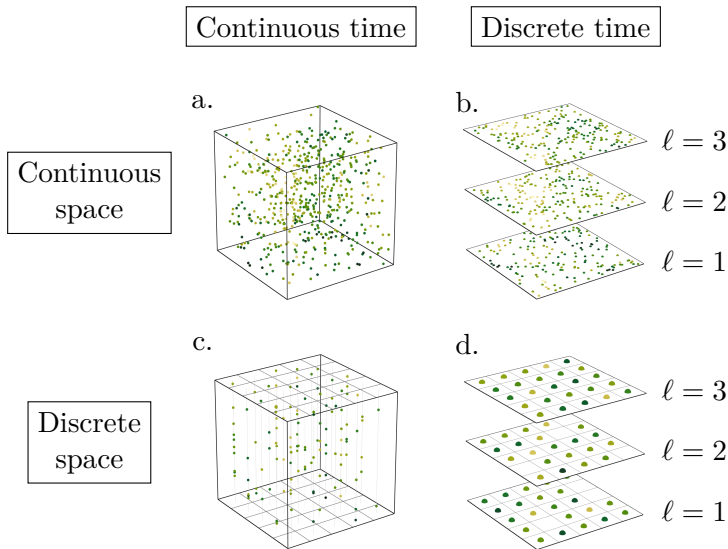 Continuous time
Discrete time
a.
b.
Continuous
space
ℓ = 3
ℓ = 2
ℓ = 1
c.
d.
Discrete
space
ℓ = 3
ℓ = 2
ℓ = 1